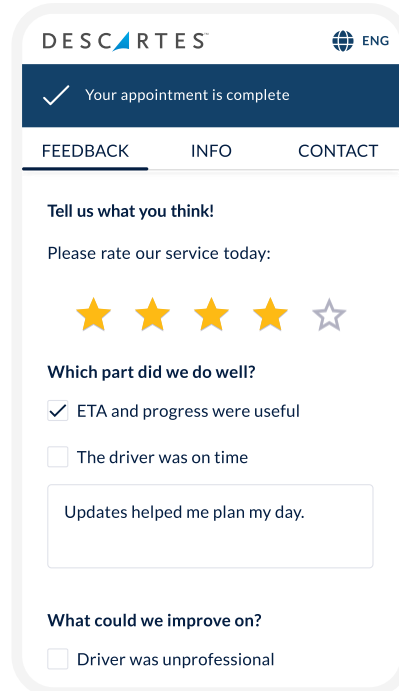 DESCARTES™
ENG
Your appointment is complete
FEEDBACK INFO CONTACT
Tell us what you think!
Please rate our service today:
Which part did we do well?
ETA and progress were useful
The driver was on time
Updates helped me plan my day.
What could we improve on?
Driver was unprofessional